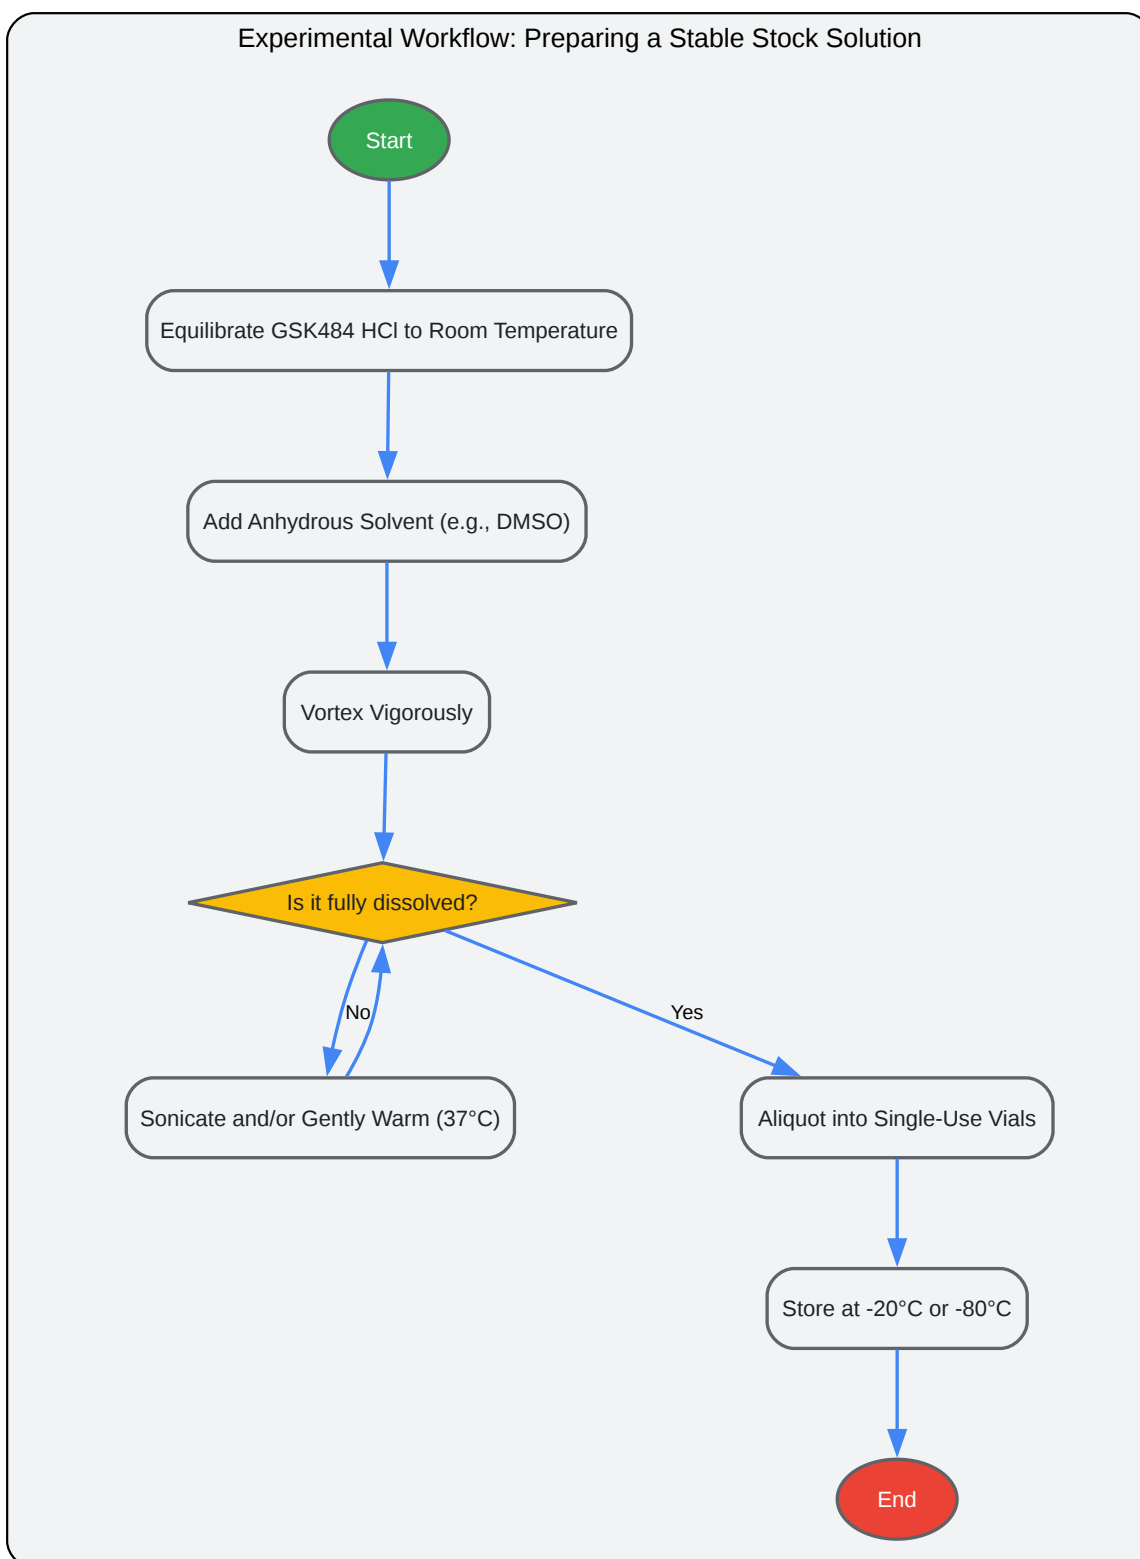 Experimental Workflow: Preparing a Stable Stock Solution
Start
Equilibrate GSK484 HCl to Room Temperature
Add Anhydrous Solvent (e.g., DMSO)
Vortex Vigorously
Is it fully dissolved?
No
Yes
Sonicate and/or Gently Warm (37°C)
Aliquot into Single-Use Vials
Store at -20°C or -80°C
End